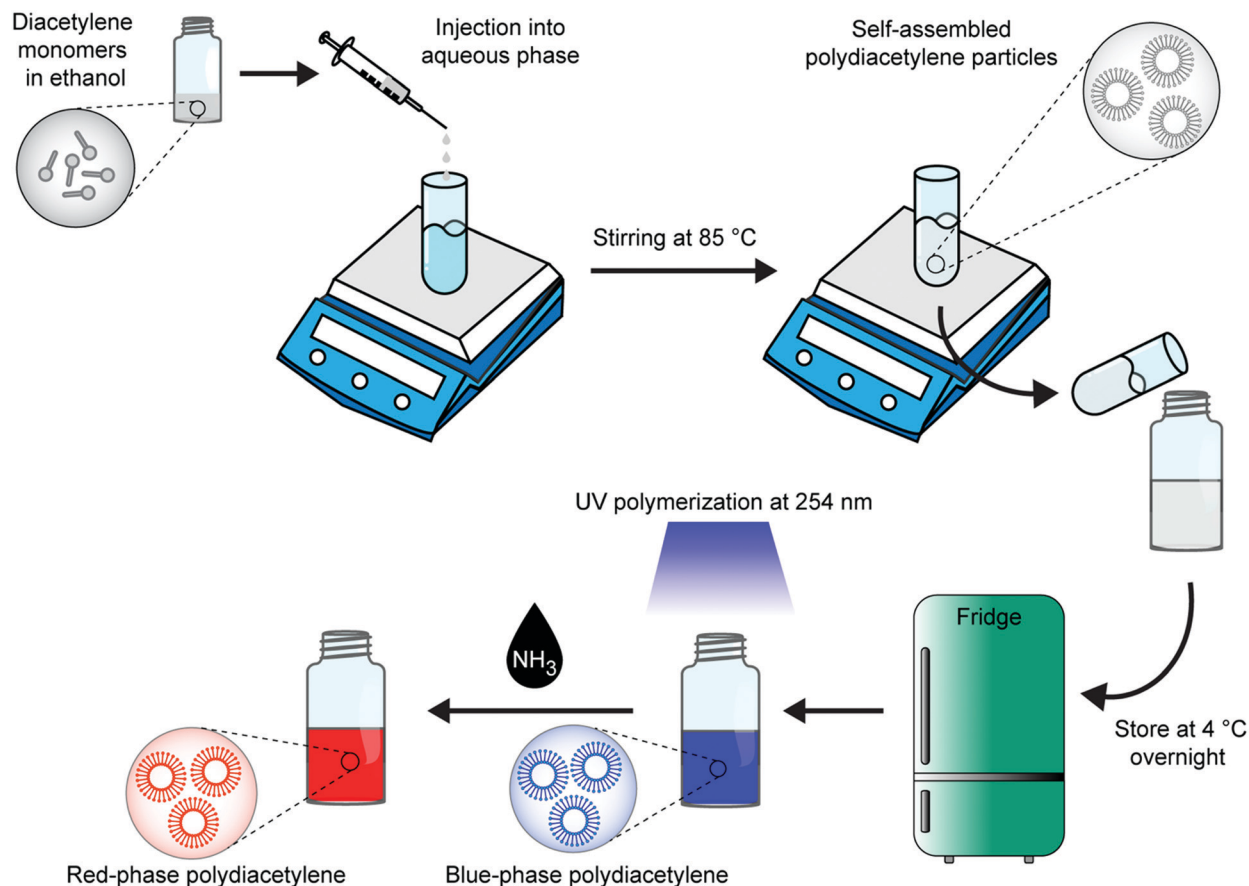 Diacetylene
monomers
in ethanol
Injection into
aqueous phase
Self-assembled
polydiacetylene particles
Stirring at 85 °C
UV polymerization at 254 nm
Fridge
NH₃
Store at 4 °C
overnight
Red-phase polydiacetylene
Blue-phase polydiacetylene